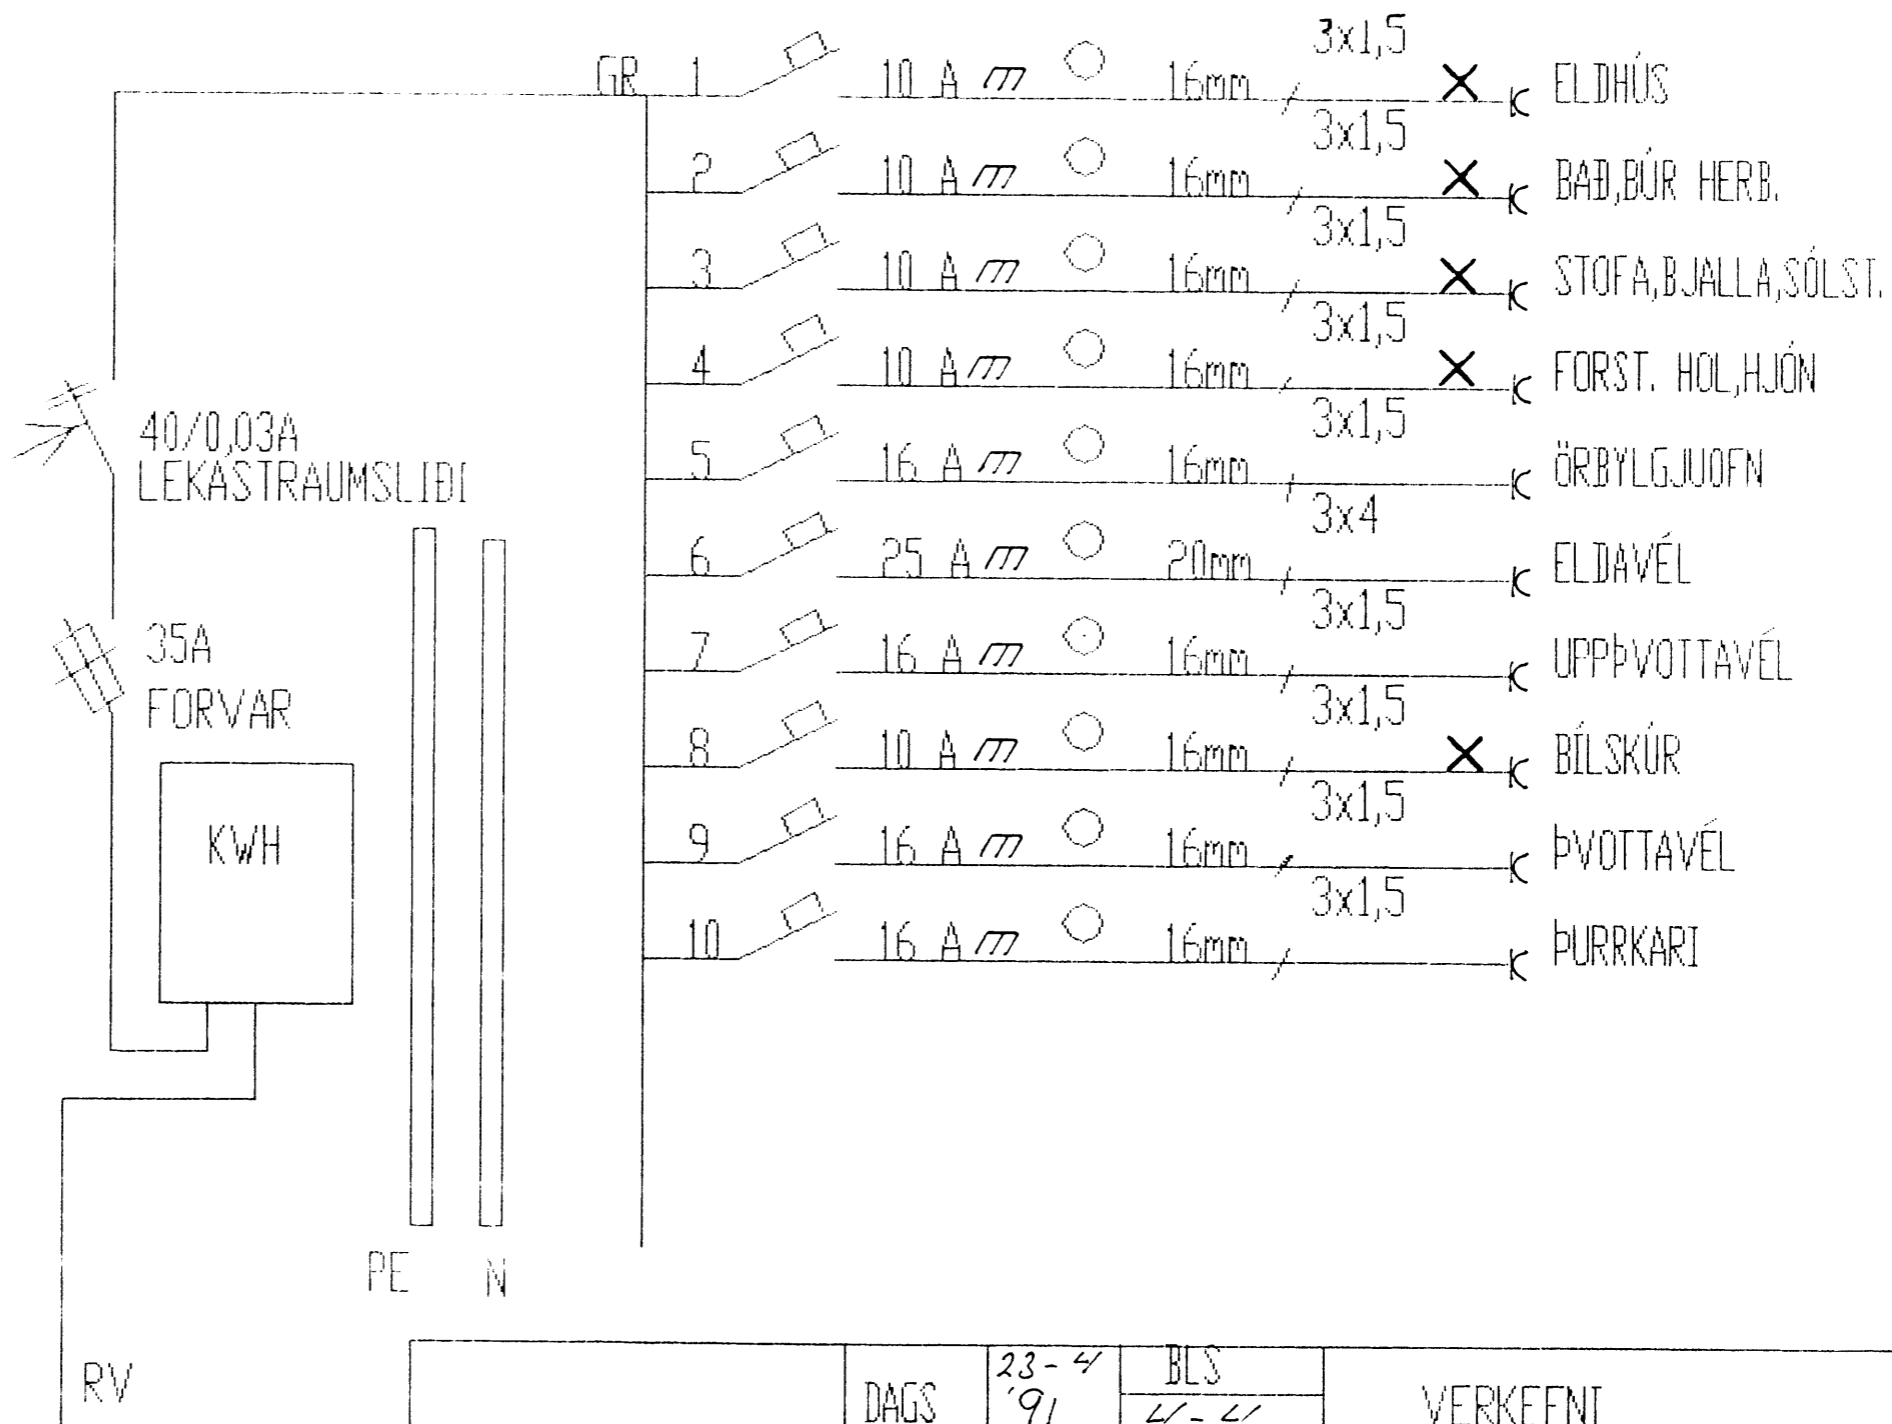 3x1,5
GR 1 10 A 16mm ELDHÚS
3x1,5
2 10 A 16mm BAÐ,BÚR HERB.
3x1,5
3 10 A 16mm STOFA,BJALLA,SÓLST.
3x1,5
4 10 A 16mm FORST. HOL,HJÓN
3x1,5
5 16 A 16mm ÖRBYLGJUOFN
3x4
6 25 A 20mm ELDAVÉL
3x1,5
7 16 A 16mm UPPÞVOTTAVÉL
3x1,5
8 10 A 16mm BÍLSKÚR
3x1,5
9 16 A 16mm ÞVOTTAVÉL
3x1,5
10 16 A 16mm ÞURRKARI
40/0,03A
LEKASTRAUMSLIÐI
35A
FORVAR
KWH
PE N
RV
DAGS
23-4
'91
BLS
4-4
VERKEFNI